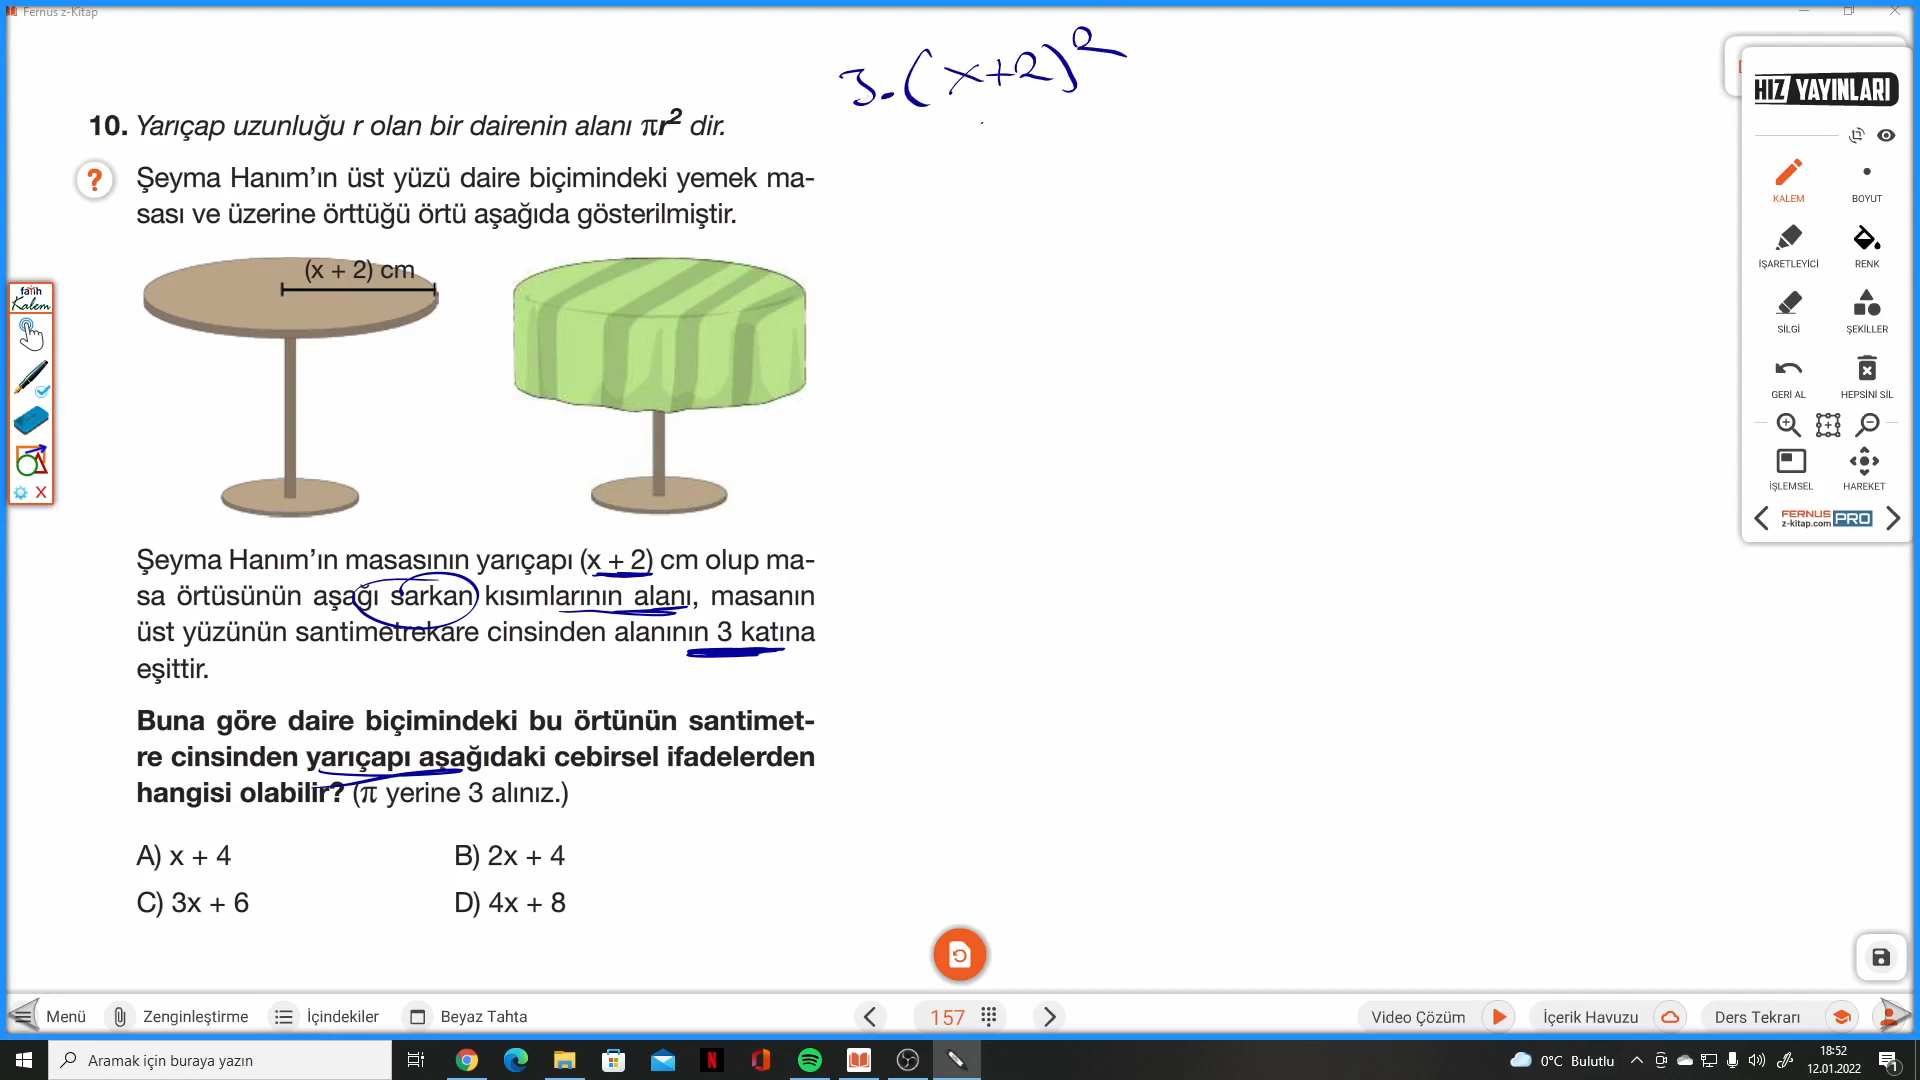 Fernus z-Kitap
3.(x+2)²
10. Yarıçap uzunluğu r olan bir dairenin alanı πr² dir.
?
Şeyma Hanım'ın üst yüzü daire biçimindeki yemek ma-
sası ve üzerine örttüğü örtü aşağıda gösterilmiştir.
(x + 2) cm
Şeyma Hanım'ın masasının yarıçapı (x + 2) cm olup ma-
sa örtüsünün aşağı sarkan kısımlarının alanı, masanın
üst yüzünün santimetrekare cinsinden alanının 3 katına
eşittir.
Buna göre daire biçimindeki bu örtünün santimet-
re cinsinden yarıçapı aşağıdaki cebirsel ifadelerden
hangisi olabilir? (π yerine 3 alınız.)
A) x + 4
B) 2x + 4
C) 3x + 6
D) 4x + 8
fatih
Kalem
X
HIZ YAYINLARI
KALEM
BOYUT
İŞARETLEYİCİ
RENK
SİLGİ
ŞEKİLLER
GERİ AL
HEPSİNİ SİL
İŞLEMSEL
HAREKET
FERNUS
z-kitap.com PRO
Menü
Zenginleştirme
İçindekiler
Beyaz Tahta
157
Video Çözüm
İçerik Havuzu
Ders Tekrarı
Aramak için buraya yazın
0°C Bulutlu
18:52
12.01.2022
1